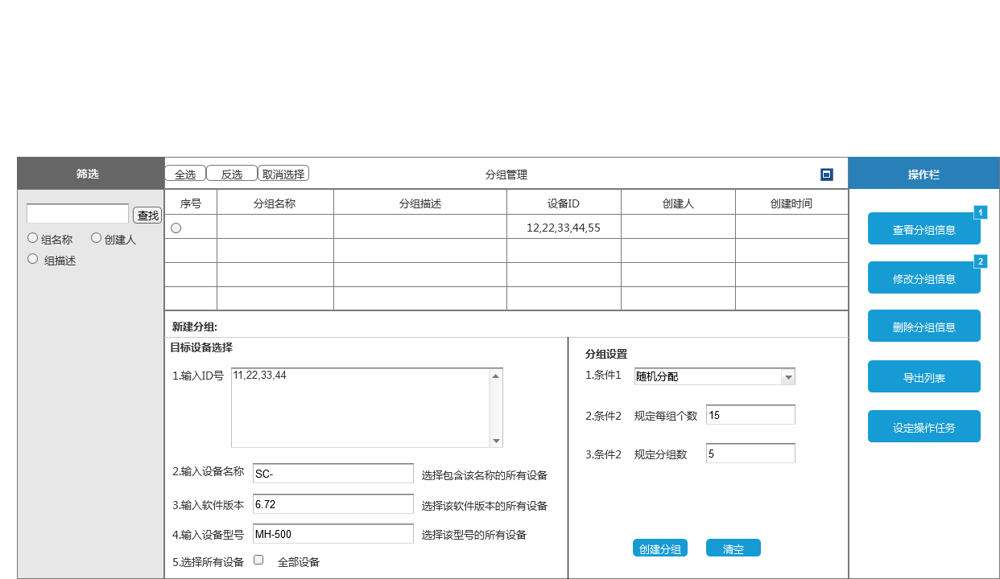 筛选
全选 反选 取消选择 分组管理
操作栏
查找
组名称 创建人
组描述
序号 分组名称 分组描述 设备ID 创建人 创建时间
12,22,33,44,55
新建分组:
目标设备选择
1.输入ID号 11,22,33,44
2.输入设备名称 SC- 选择包含该名称的所有设备
3.输入软件版本 6.72 选择该软件版本的所有设备
4.输入设备型号 MH-500 选择该型号的所有设备
5.选择所有设备 全部设备
分组设置
1.条件1 随机分配
2.条件2 规定每组个数 15
3.条件2 规定分组数 5
创建分组 清空
1
查看分组信息
2
修改分组信息
删除分组信息
导出列表
设定操作任务